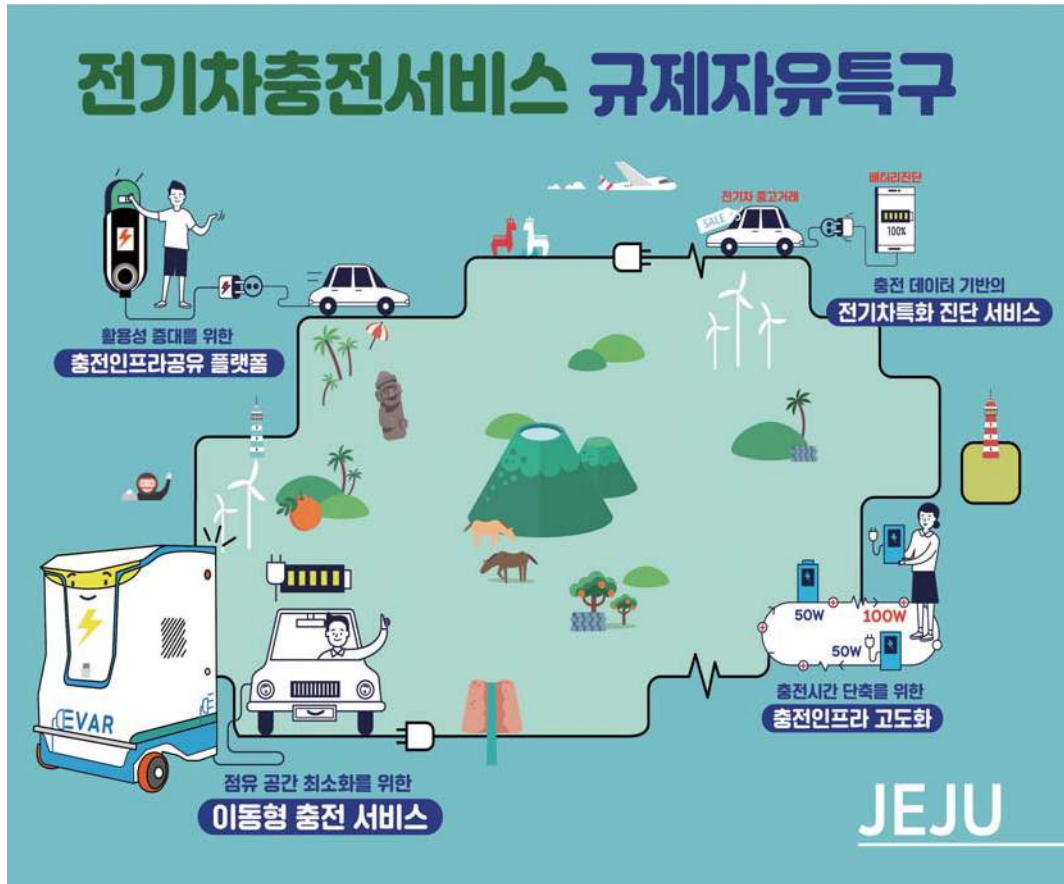 전기차충전서비스 규제자유특구
활용성 증대를 위한
충전인프라공유 플랫폼
전기차 중고거래
SALE
배터리진단
100%
충전 데이터 기반의
전기차특화 진단 서비스
50W
100W
50W
충전시간 단축을 위한
충전인프라 고도화
EVAR
점유 공간 최소화를 위한
이동형 충전 서비스
JEJU